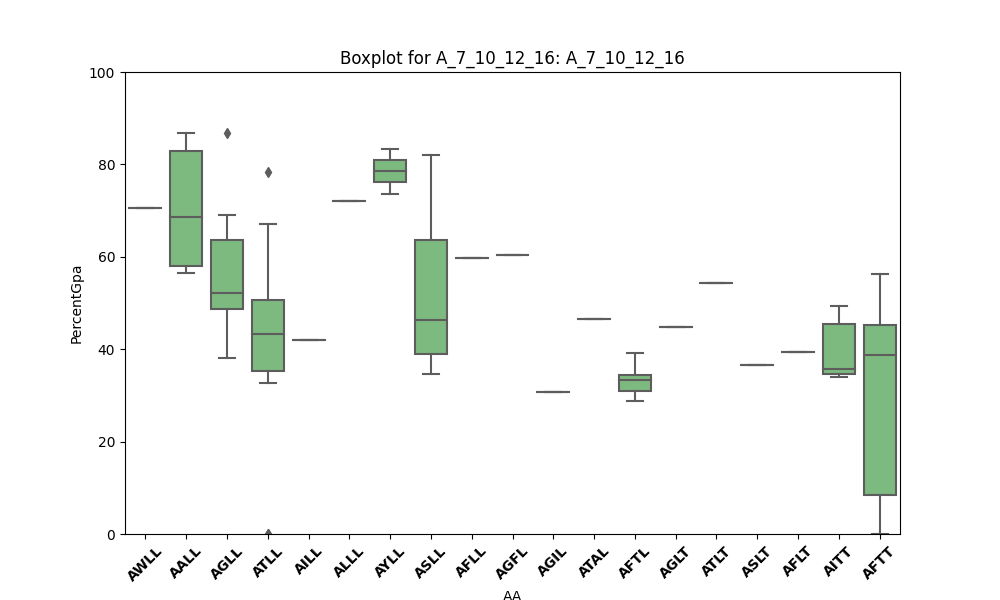 Boxplot for A_7_10_12_16: A_7_10_12_16
PercentGpa
100
80
60
40
20
0
AWLL AALL AGLL ATLL AILL ALLL AYLL ASLL AFLL AGFL AGIL ATAL AFTL AGLT ATLT ASLT AFLT AITT AFTT
AA